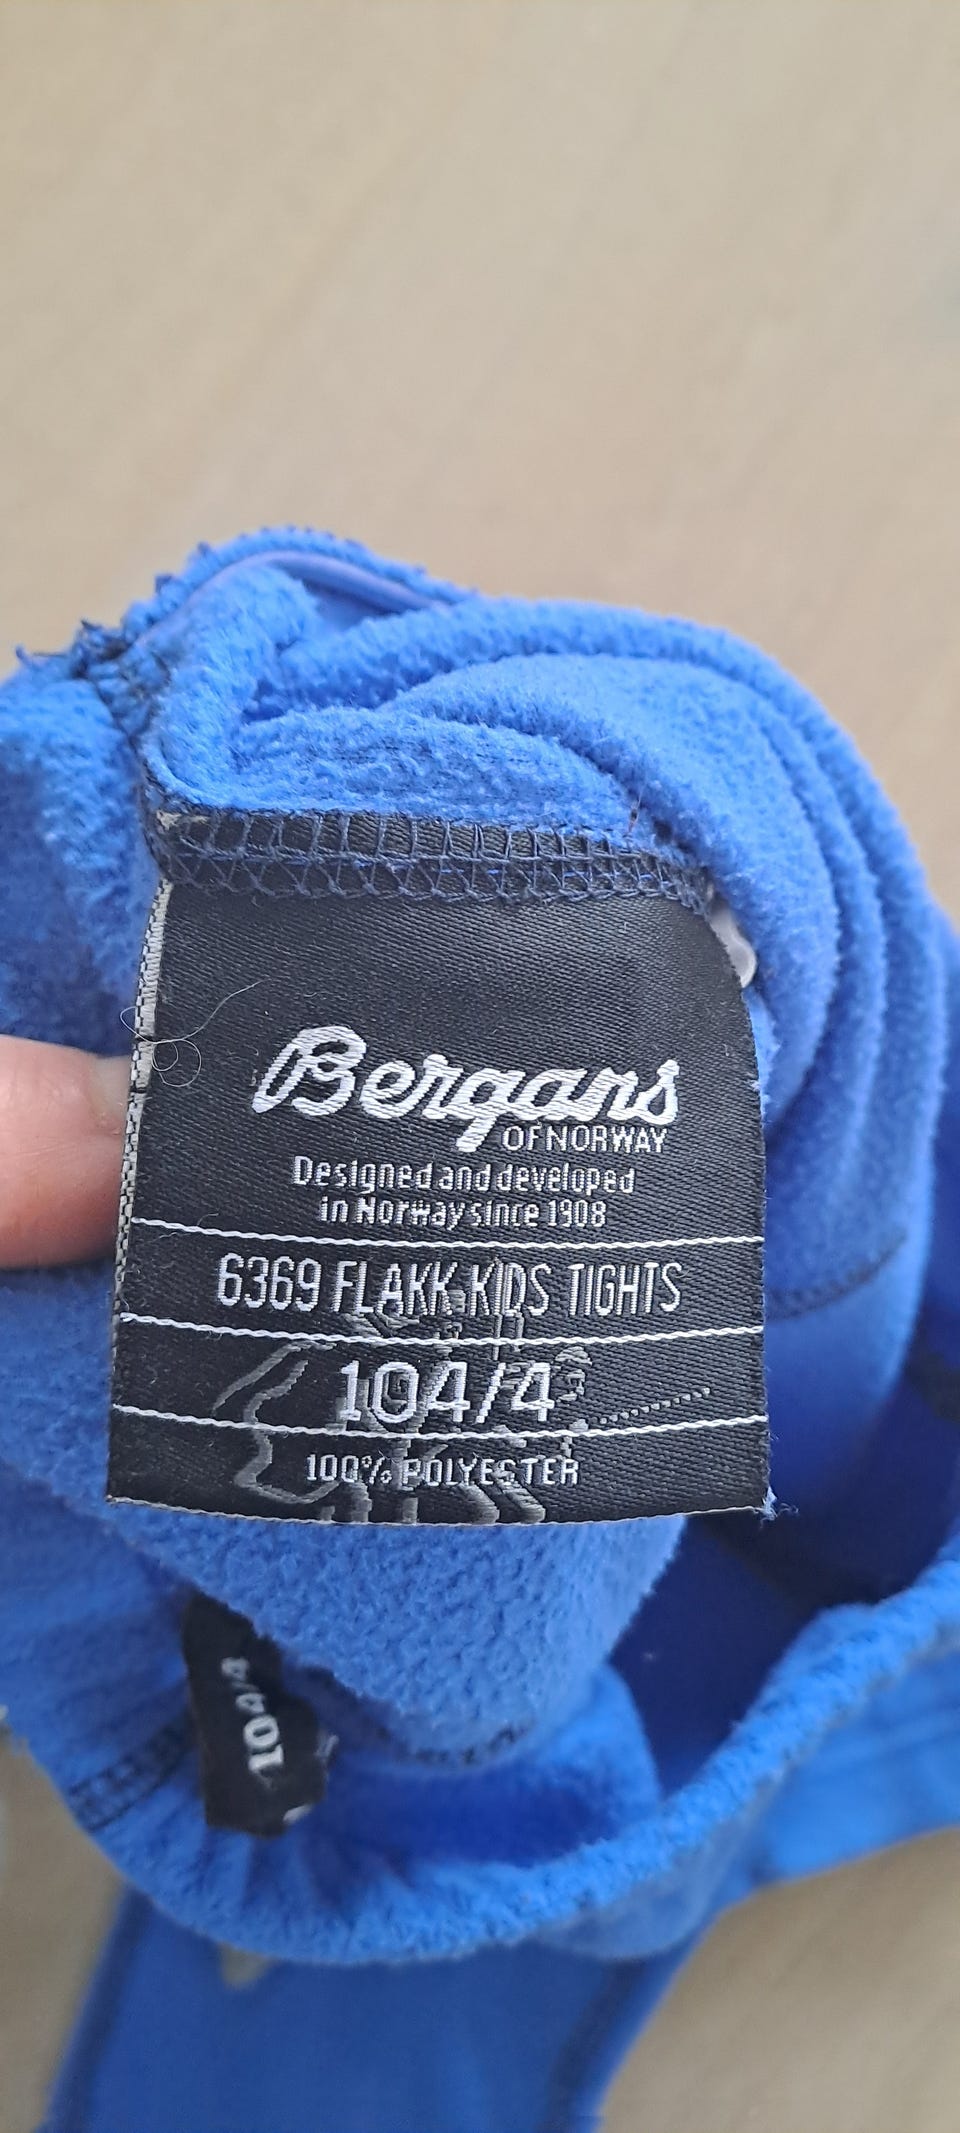 Bergans
OF NORWAY
Designed and developed
in Norway since 1908
6369 FLAKK KIDS TIGHTS
104/4
100% POLYESTER
104/4